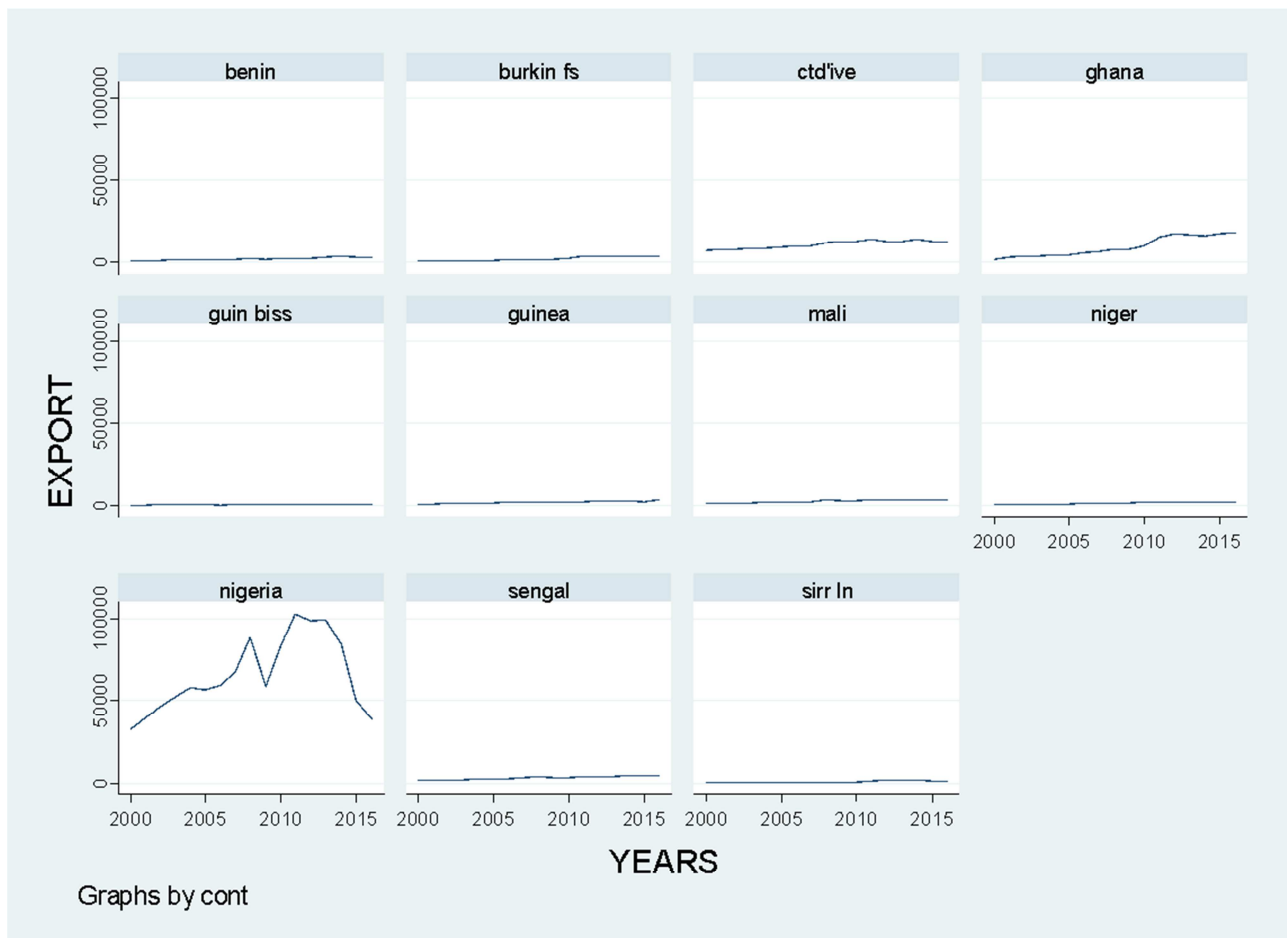 benin
burkin fs
ctd'ive
ghana
100000
50000
0
guin biss
guinea
mali
niger
100000
50000
0
2000 2005 2010 2015
EXPORT
nigeria
sengal
sirr ln
100000
50000
0
2000 2005 2010 2015 2000 2005 2010 2015 2000 2005 2010 2015
YEARS
Graphs by cont